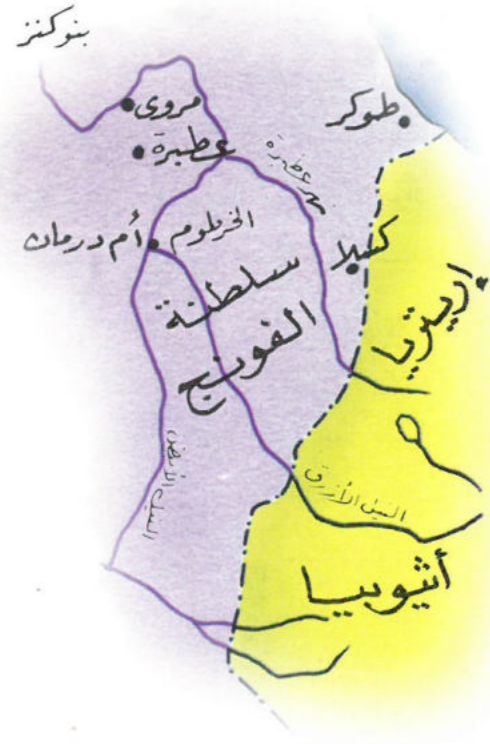 بنو كنز
مروى
طوكر
عطبرة
نهر عطبرة
الخرطوم
أم درمان
كسلا
سلطنة
الفونج
إريتريا
النيل الأبيض
النيل الأزرق
أثيوبيا